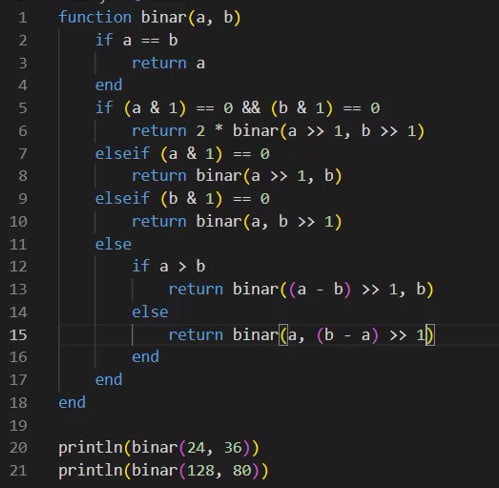 1 function binar(a, b)
2     if a == b
3         return a
4     end
5     if (a & 1) == 0 && (b & 1) == 0
6         return 2 * binar(a >> 1, b >> 1)
7     elseif (a & 1) == 0
8         return binar(a >> 1, b)
9     elseif (b & 1) == 0
10         return binar(a, b >> 1)
11     else
12         if a > b
13             return binar((a - b) >> 1, b)
14         else
15             return binar(a, (b - a) >> 1)
16         end
17     end
18 end
19
20 println(binar(24, 36))
21 println(binar(128, 80))